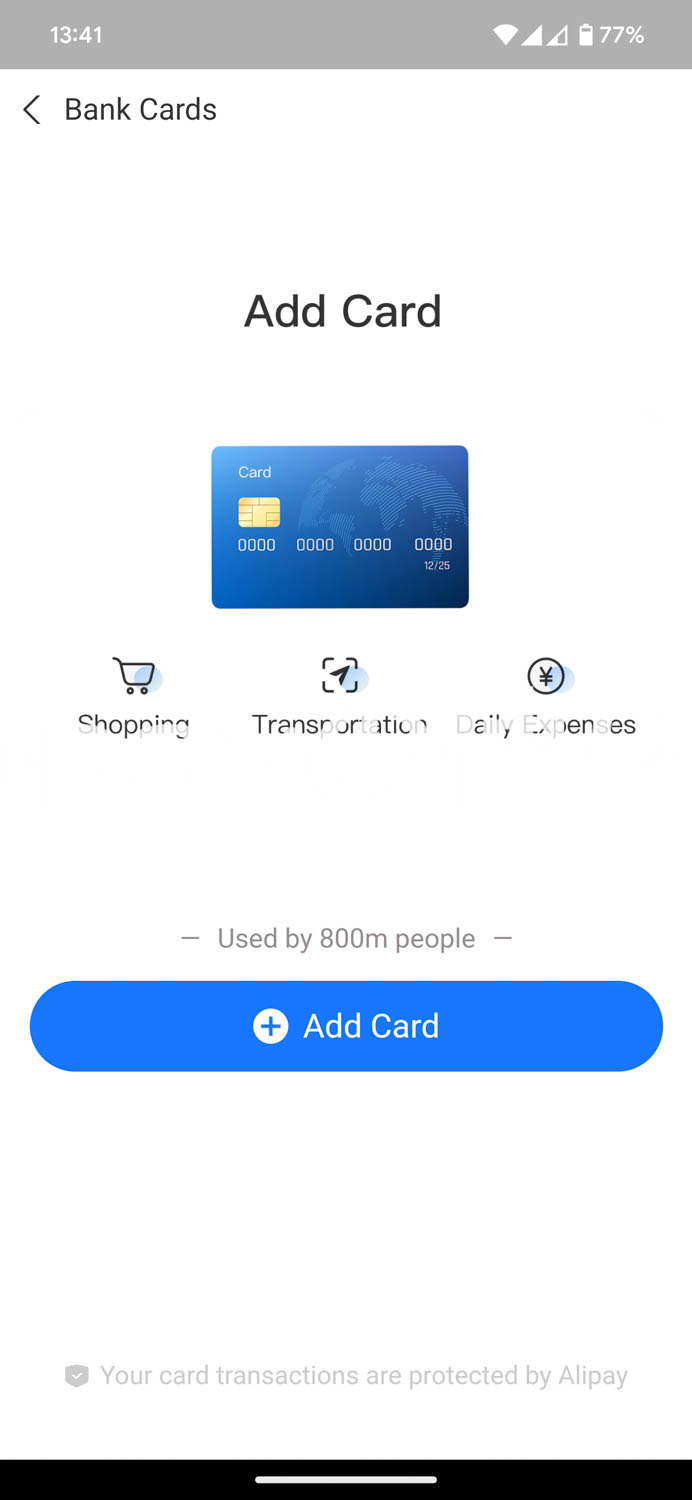 13:41
77%
Bank Cards
Add Card
Card
0000 0000 0000 0000
12/25
Shopping Transportation Daily Expenses
— Used by 800m people —
Add Card
Your card transactions are protected by Alipay